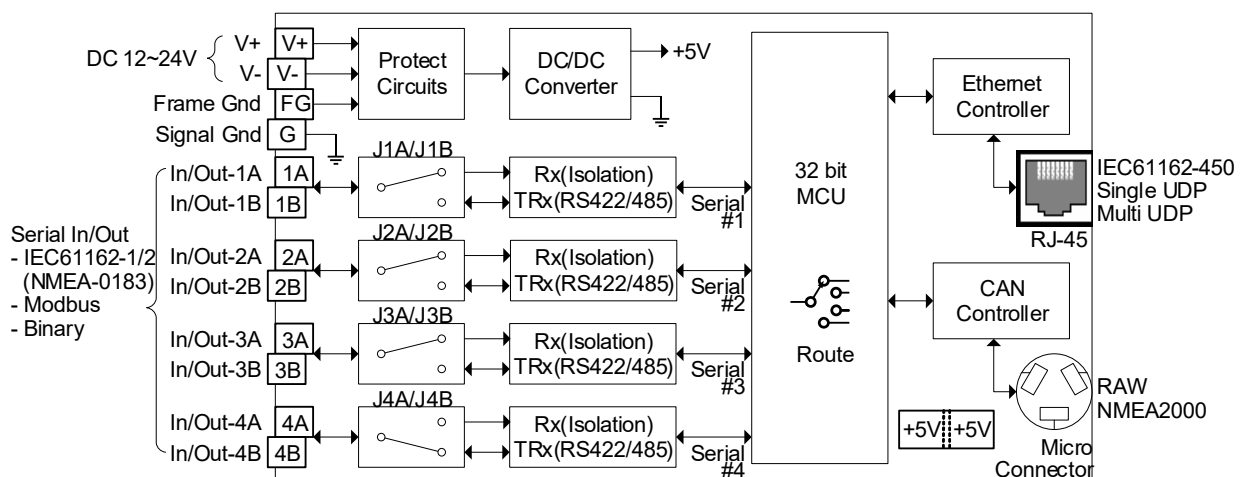 DC 12~24V
V+
V+
V-
V-
Frame Gnd
FG
Signal Gnd
G
Protect
Circuits
DC/DC
Converter
+5V
Serial In/Out
- IEC61162-1/2
(NMEA-0183)
- Modbus
- Binary
In/Out-1A
1A
In/Out-1B
1B
J1A/J1B
Rx(Isolation)
TRx(RS422/485)
Serial
#1
In/Out-2A
2A
In/Out-2B
2B
J2A/J2B
Rx(Isolation)
TRx(RS422/485)
Serial
#2
In/Out-3A
3A
In/Out-3B
3B
J3A/J3B
Rx(Isolation)
TRx(RS422/485)
Serial
#3
In/Out-4A
4A
In/Out-4B
4B
J4A/J4B
Rx(Isolation)
TRx(RS422/485)
Serial
#4
32 bit
MCU
Route
Ethernet
Controller
IEC61162-450
Single UDP
Multi UDP
RJ-45
CAN
Controller
RAW
NMEA2000
+5V
+5V
Micro
Connector